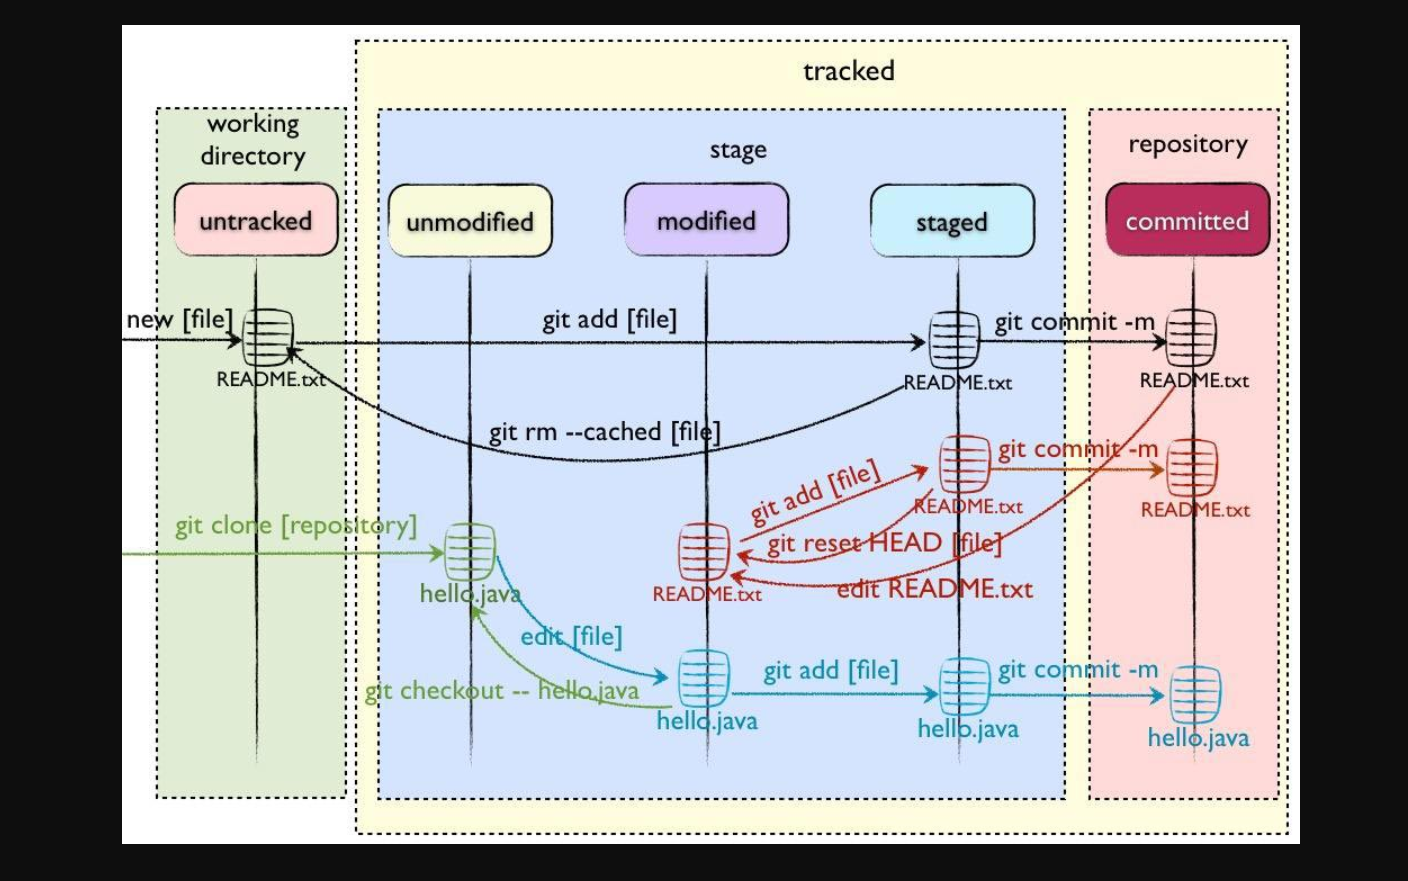 tracked
working
directory
stage
repository
untracked
unmodified
modified
staged
committed
new [file]
git add [file]
git commit -m
README.txt
README.txt
README.txt
git rm --cached [file]
git add [file]
git commit -m
README.txt
README.txt
git clone [repository]
git reset HEAD [file]
hello.java
README.txt
edit README.txt
edit [file]
git add [file]
git commit -m
git checkout -- hello.java
hello.java
hello.java
hello.java